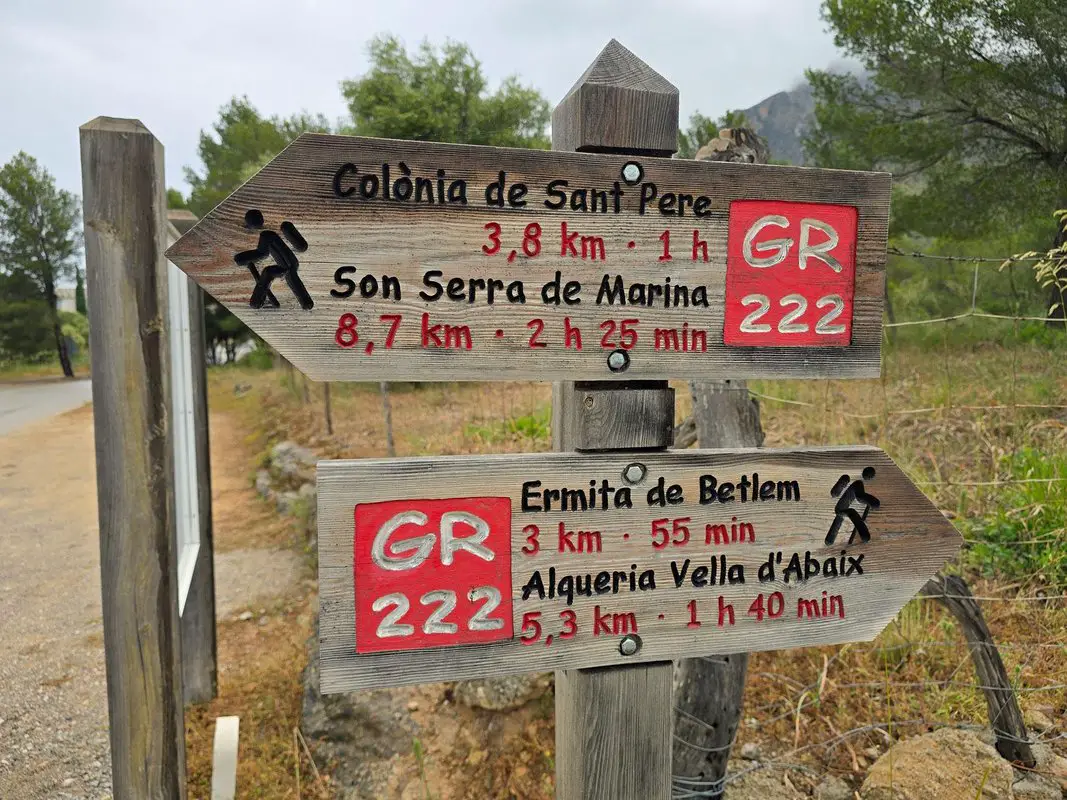 Colònia de Sant Pere
3,8 km · 1 h
Son Serra de Marina
8,7 km · 2 h 25 min
GR
222
GR
222
Ermita de Betlem
3 km · 55 min
Alqueria Vella d'Abaix
5,3 km · 1 h 40 min